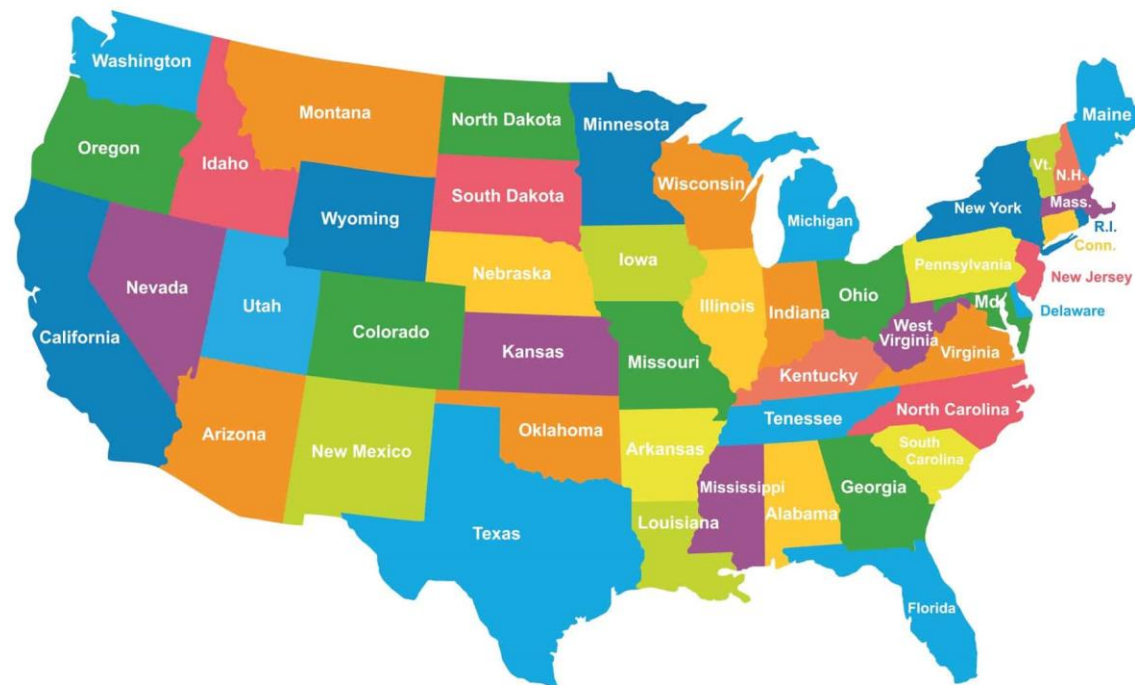 Washington
Montana
North Dakota
Minnesota
Maine
Oregon
Idaho
Wisconsin
Vt.
N.H.
South Dakota
Wyoming
Michigan
New York
Mass.
R.I.
Conn.
Nebraska
Iowa
Pennsylvania
New Jersey
Nevada
Utah
Illinois
Indiana
Ohio
Md.
Delaware
California
Colorado
Kansas
Missouri
West
Virginia
Virginia
Kentucky
North Carolina
Tenessee
Arizona
New Mexico
Oklahoma
Arkansas
South
Carolina
Mississippi
Georgia
Alabama
Louisiana
Texas
Florida